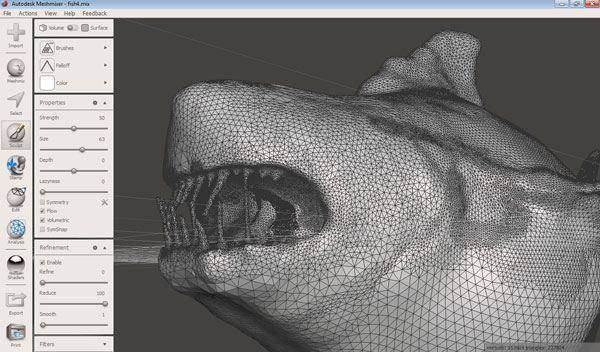 Autodesk Meshmixer - fish4.mix
File Actions View Help Feedback
Import
Meshmix
Select
Sculpt
Stamp
Edit
Analysis
Shaders
Export
Print
Volume Surface
Brushes
Falloff
Color
Properties
Strength 50
Size 63
Depth 0
Lazyness 0
Symmetry
Flow
Volumetric
SymSnap
Refinement
Enable
Refine 0
Reduce 100
Smooth 1
Filters